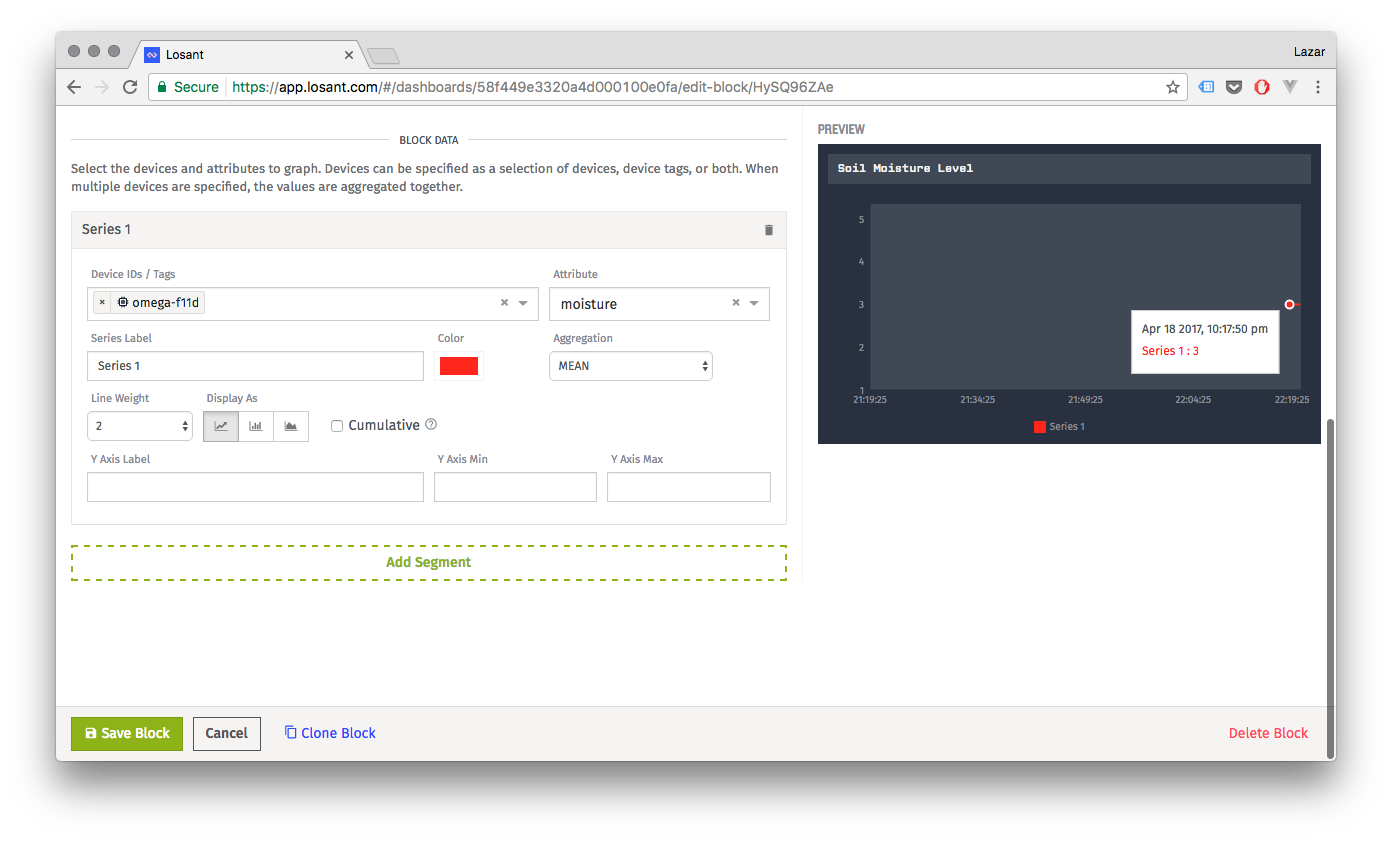 Losant
Lazar
Secure
https://app.losant.com/#/dashboards/58f449e3320a4d000100e0fa/edit-block/HySQ96ZAe
BLOCK DATA
Select the devices and attributes to graph. Devices can be specified as a selection of devices, device tags, or both. When
multiple devices are specified, the values are aggregated together.
Series 1
Device IDs / Tags
Attribute
× omega-f11d
moisture
Series Label
Color
Aggregation
Series 1
MEAN
Line Weight
Display As
2
Cumulative
Y Axis Label
Y Axis Min
Y Axis Max
Add Segment
PREVIEW
Soil Moisture Level
5
4
3
2
1
Apr 18 2017, 10:17:50 pm
Series 1 : 3
21:19:25
21:34:25
21:49:25
22:04:25
22:19:25
Series 1
Save Block
Cancel
Clone Block
Delete Block